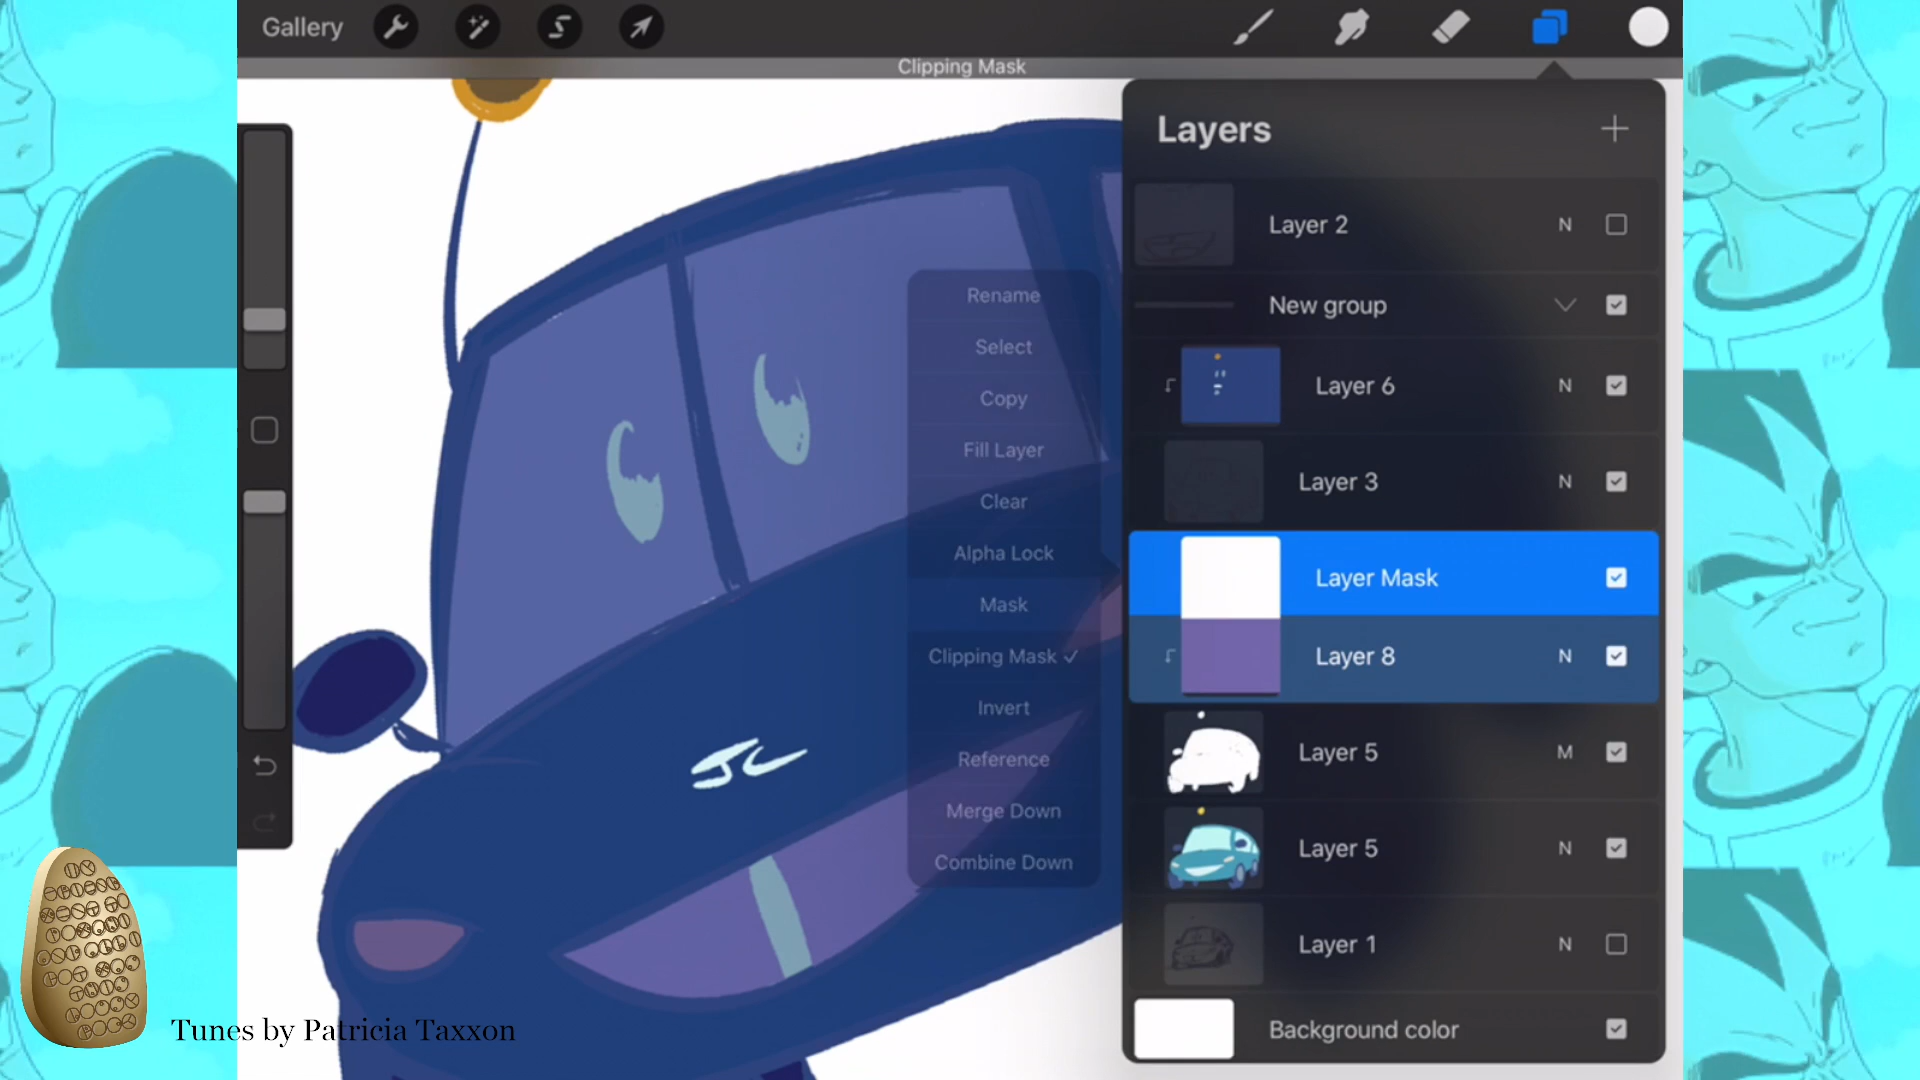 Gallery
Clipping Mask
Layers
Layer 2 N
New group
Layer 6 N
Layer 3 N
Layer Mask
Layer 8 N
Layer 5 M
Layer 5 N
Layer 1 N
Background color
Rename
Select
Copy
Fill Layer
Clear
Alpha Lock
Mask
Clipping Mask ✓
Invert
Reference
Merge Down
Combine Down
JC
Tunes by Patricia Taxxon